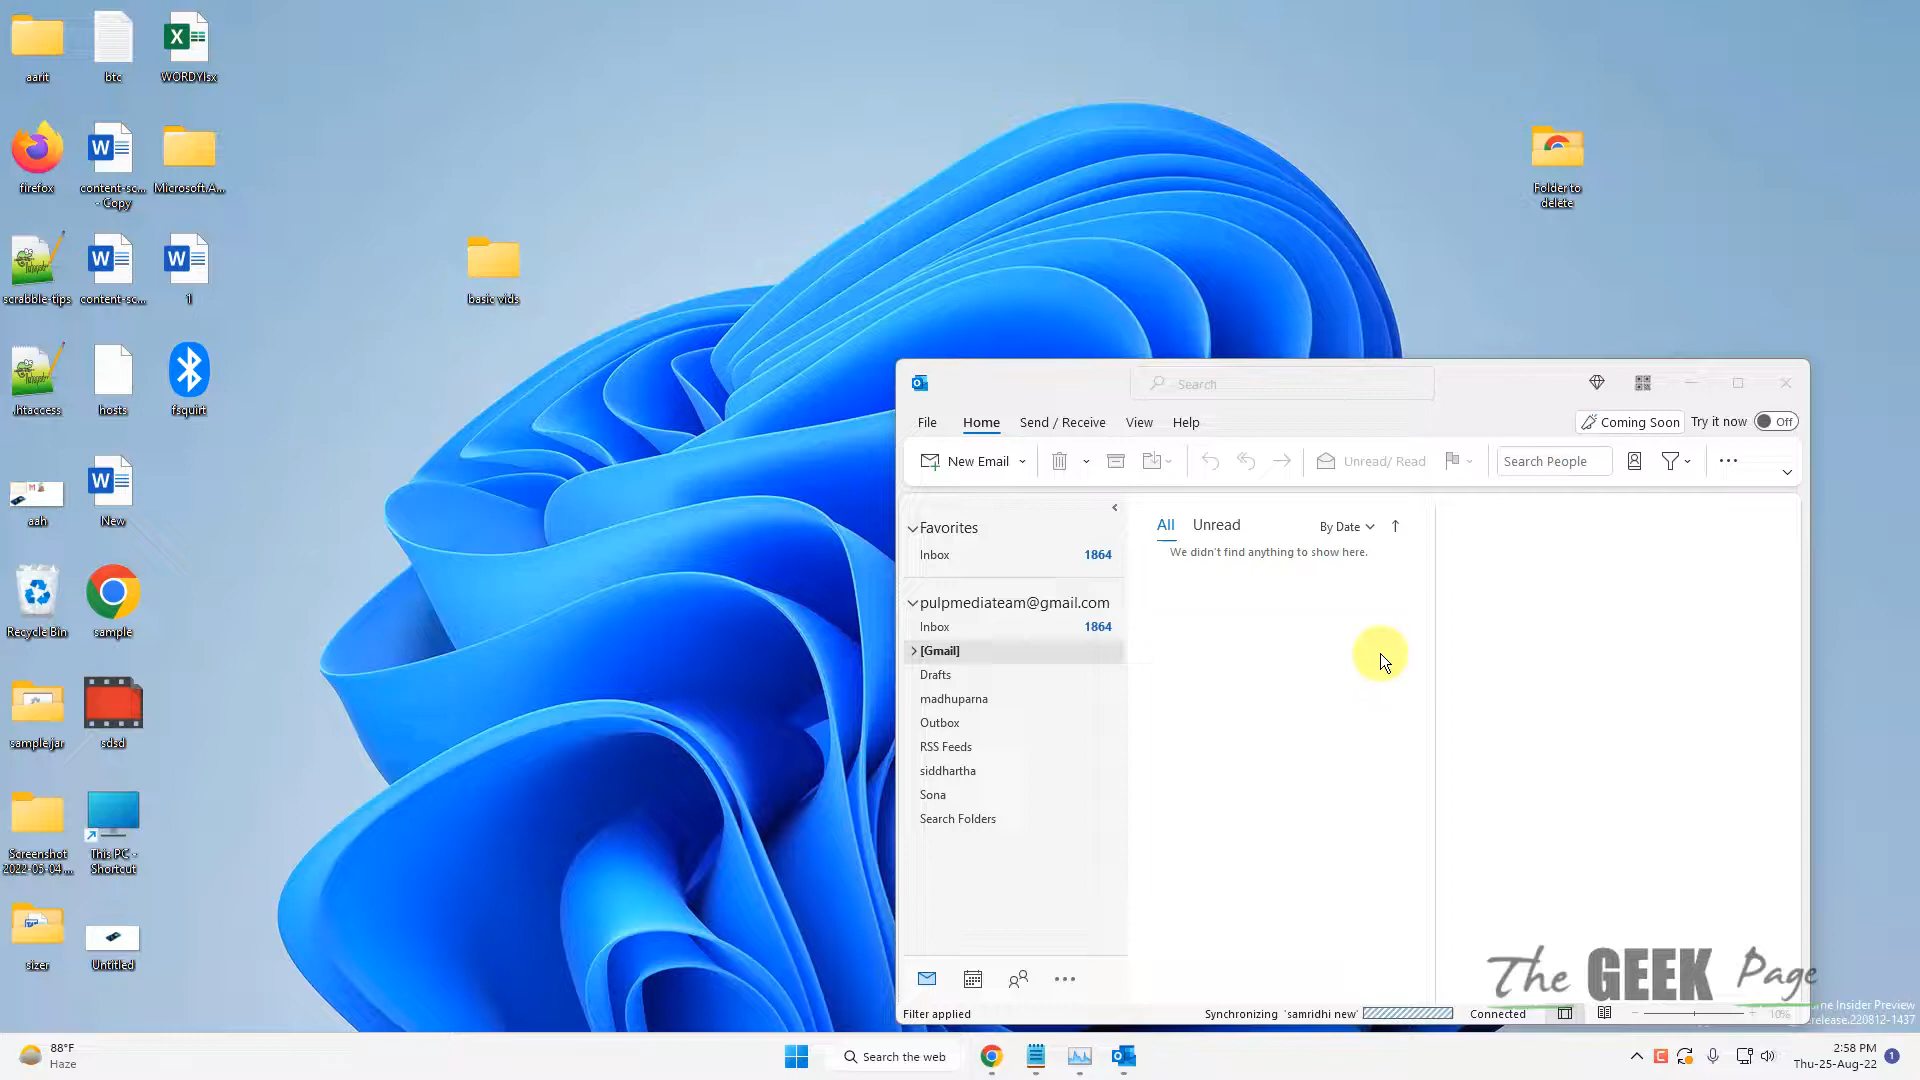 aarit
btc
WORDYlsx
firefox
content-sc...
- Copy
Microsoft.A...
scrabble-tips
content-sc...
1
.htaccess
hosts
fsquirt
aah
New
Recycle Bin
sample
sample.jar
sdsd
Screenshot
2022-03-04...
This PC -
Shortcut
sizer
Untitled
basic vids
Folder to
delete
Search
File Home Send / Receive View Help
Coming Soon Try it now Off
New Email Unread/ Read Search People
Favorites
Inbox 1864
pulpmediateam@gmail.com
Inbox 1864
[Gmail]
Drafts
madhuparna
Outbox
RSS Feeds
siddhartha
Sona
Search Folders
All Unread By Date
We didn't find anything to show here.
The GEEK Page
Filter applied Synchronizing 'samridhi new' Connected 10%
Insider Preview
release.220812-1437
88°F
Haze
Search the web
2:58 PM
Thu-25-Aug-22
1